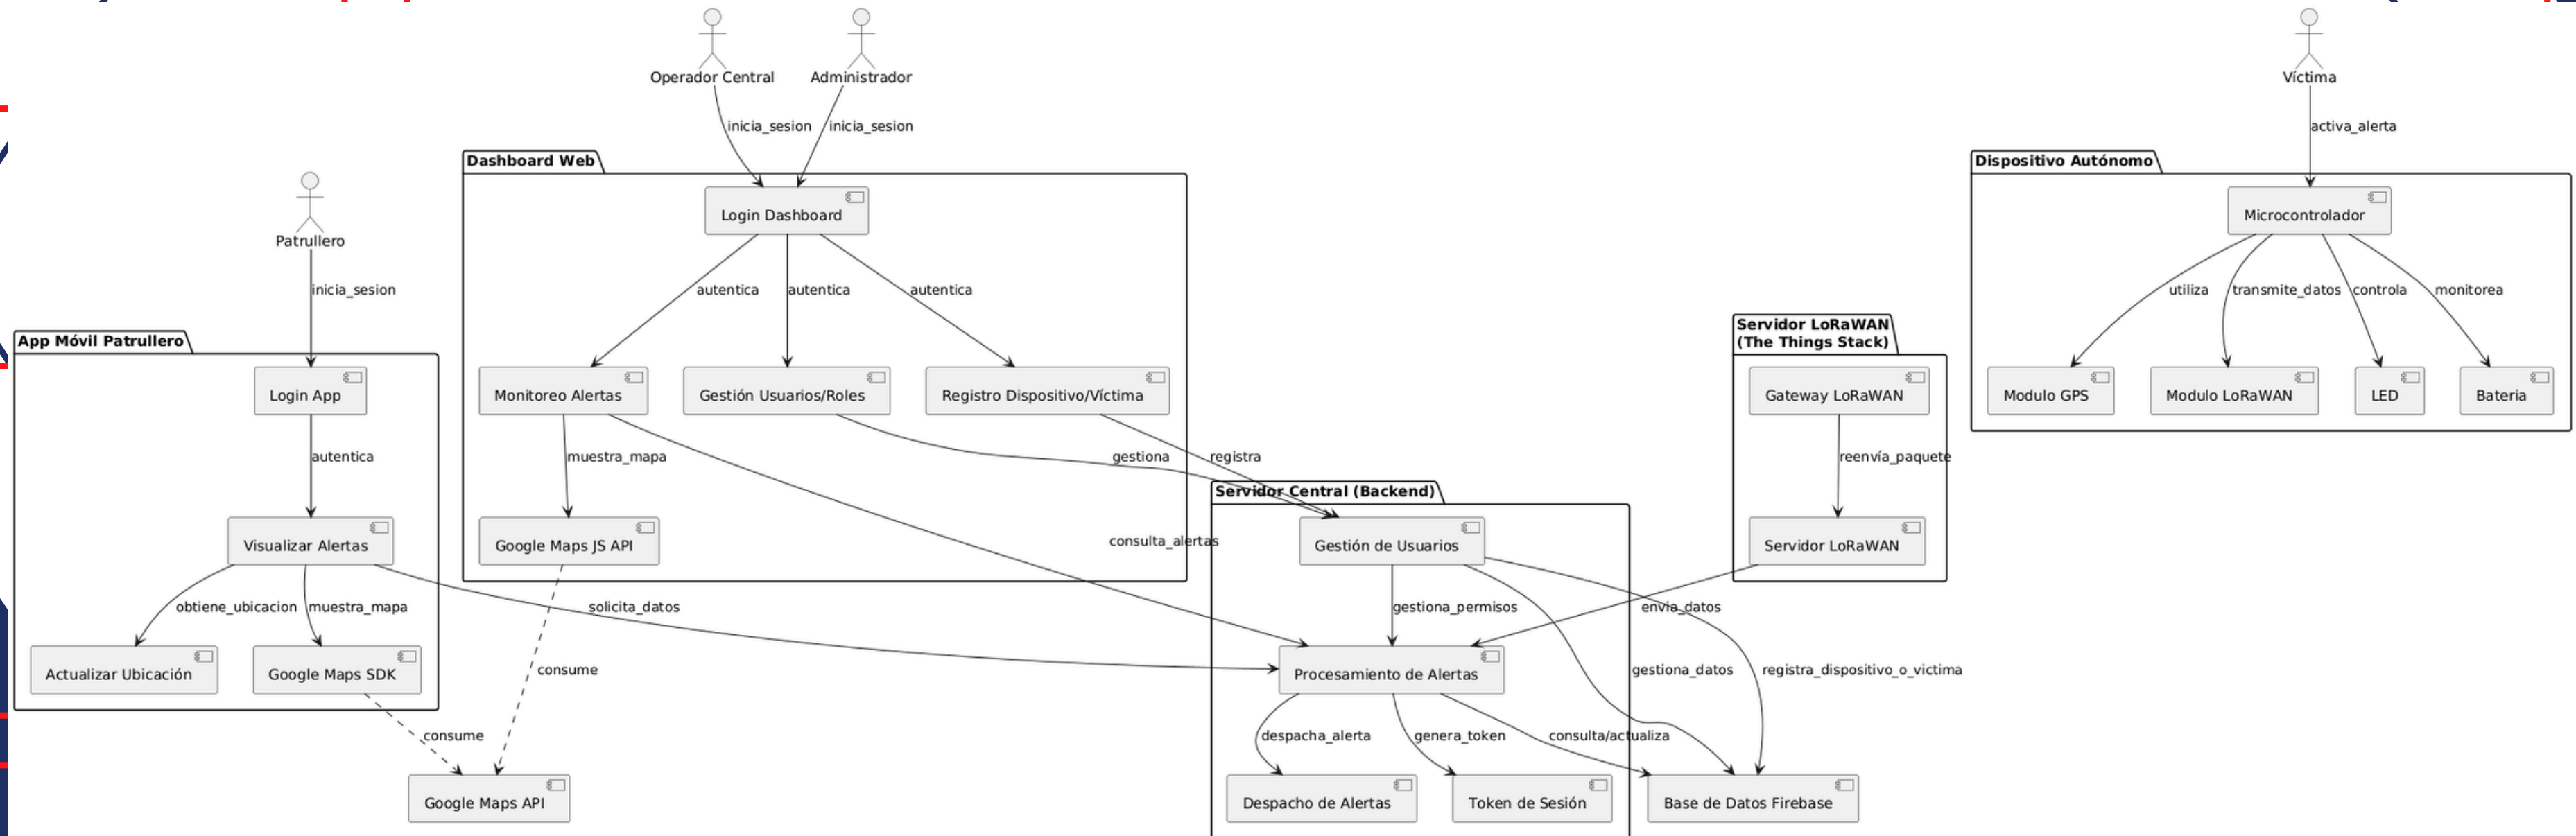 Operador Central
Administrador
Víctima
inicia_sesion
inicia_sesion
activa_alerta
Dashboard Web
Dispositivo Autónomo
Login Dashboard
Microcontrolador
Patrullero
inicia_sesion
autentica
autentica
autentica
utiliza
transmite_datos
controla
monitorea
App Móvil Patrullero
Servidor LoRaWAN
(The Things Stack)
Login App
Monitoreo Alertas
Gestión Usuarios/Roles
Registro Dispositivo/Víctima
Gateway LoRaWAN
Modulo GPS
Modulo LoRaWAN
LED
Bateria
autentica
muestra_mapa
gestiona
registra
reenvía_paquete
Servidor Central (Backend)
Visualizar Alertas
Google Maps JS API
consulta_alertas
Gestión de Usuarios
Servidor LoRaWAN
obtiene_ubicacion
muestra_mapa
solicita_datos
gestiona_permisos
envia_datos
Actualizar Ubicación
Google Maps SDK
consume
Procesamiento de Alertas
gestiona_datos
registra_dispositivo_o_victima
consume
despacha_alerta
genera_token
consulta/actualiza
Google Maps API
Despacho de Alertas
Token de Sesión
Base de Datos Firebase